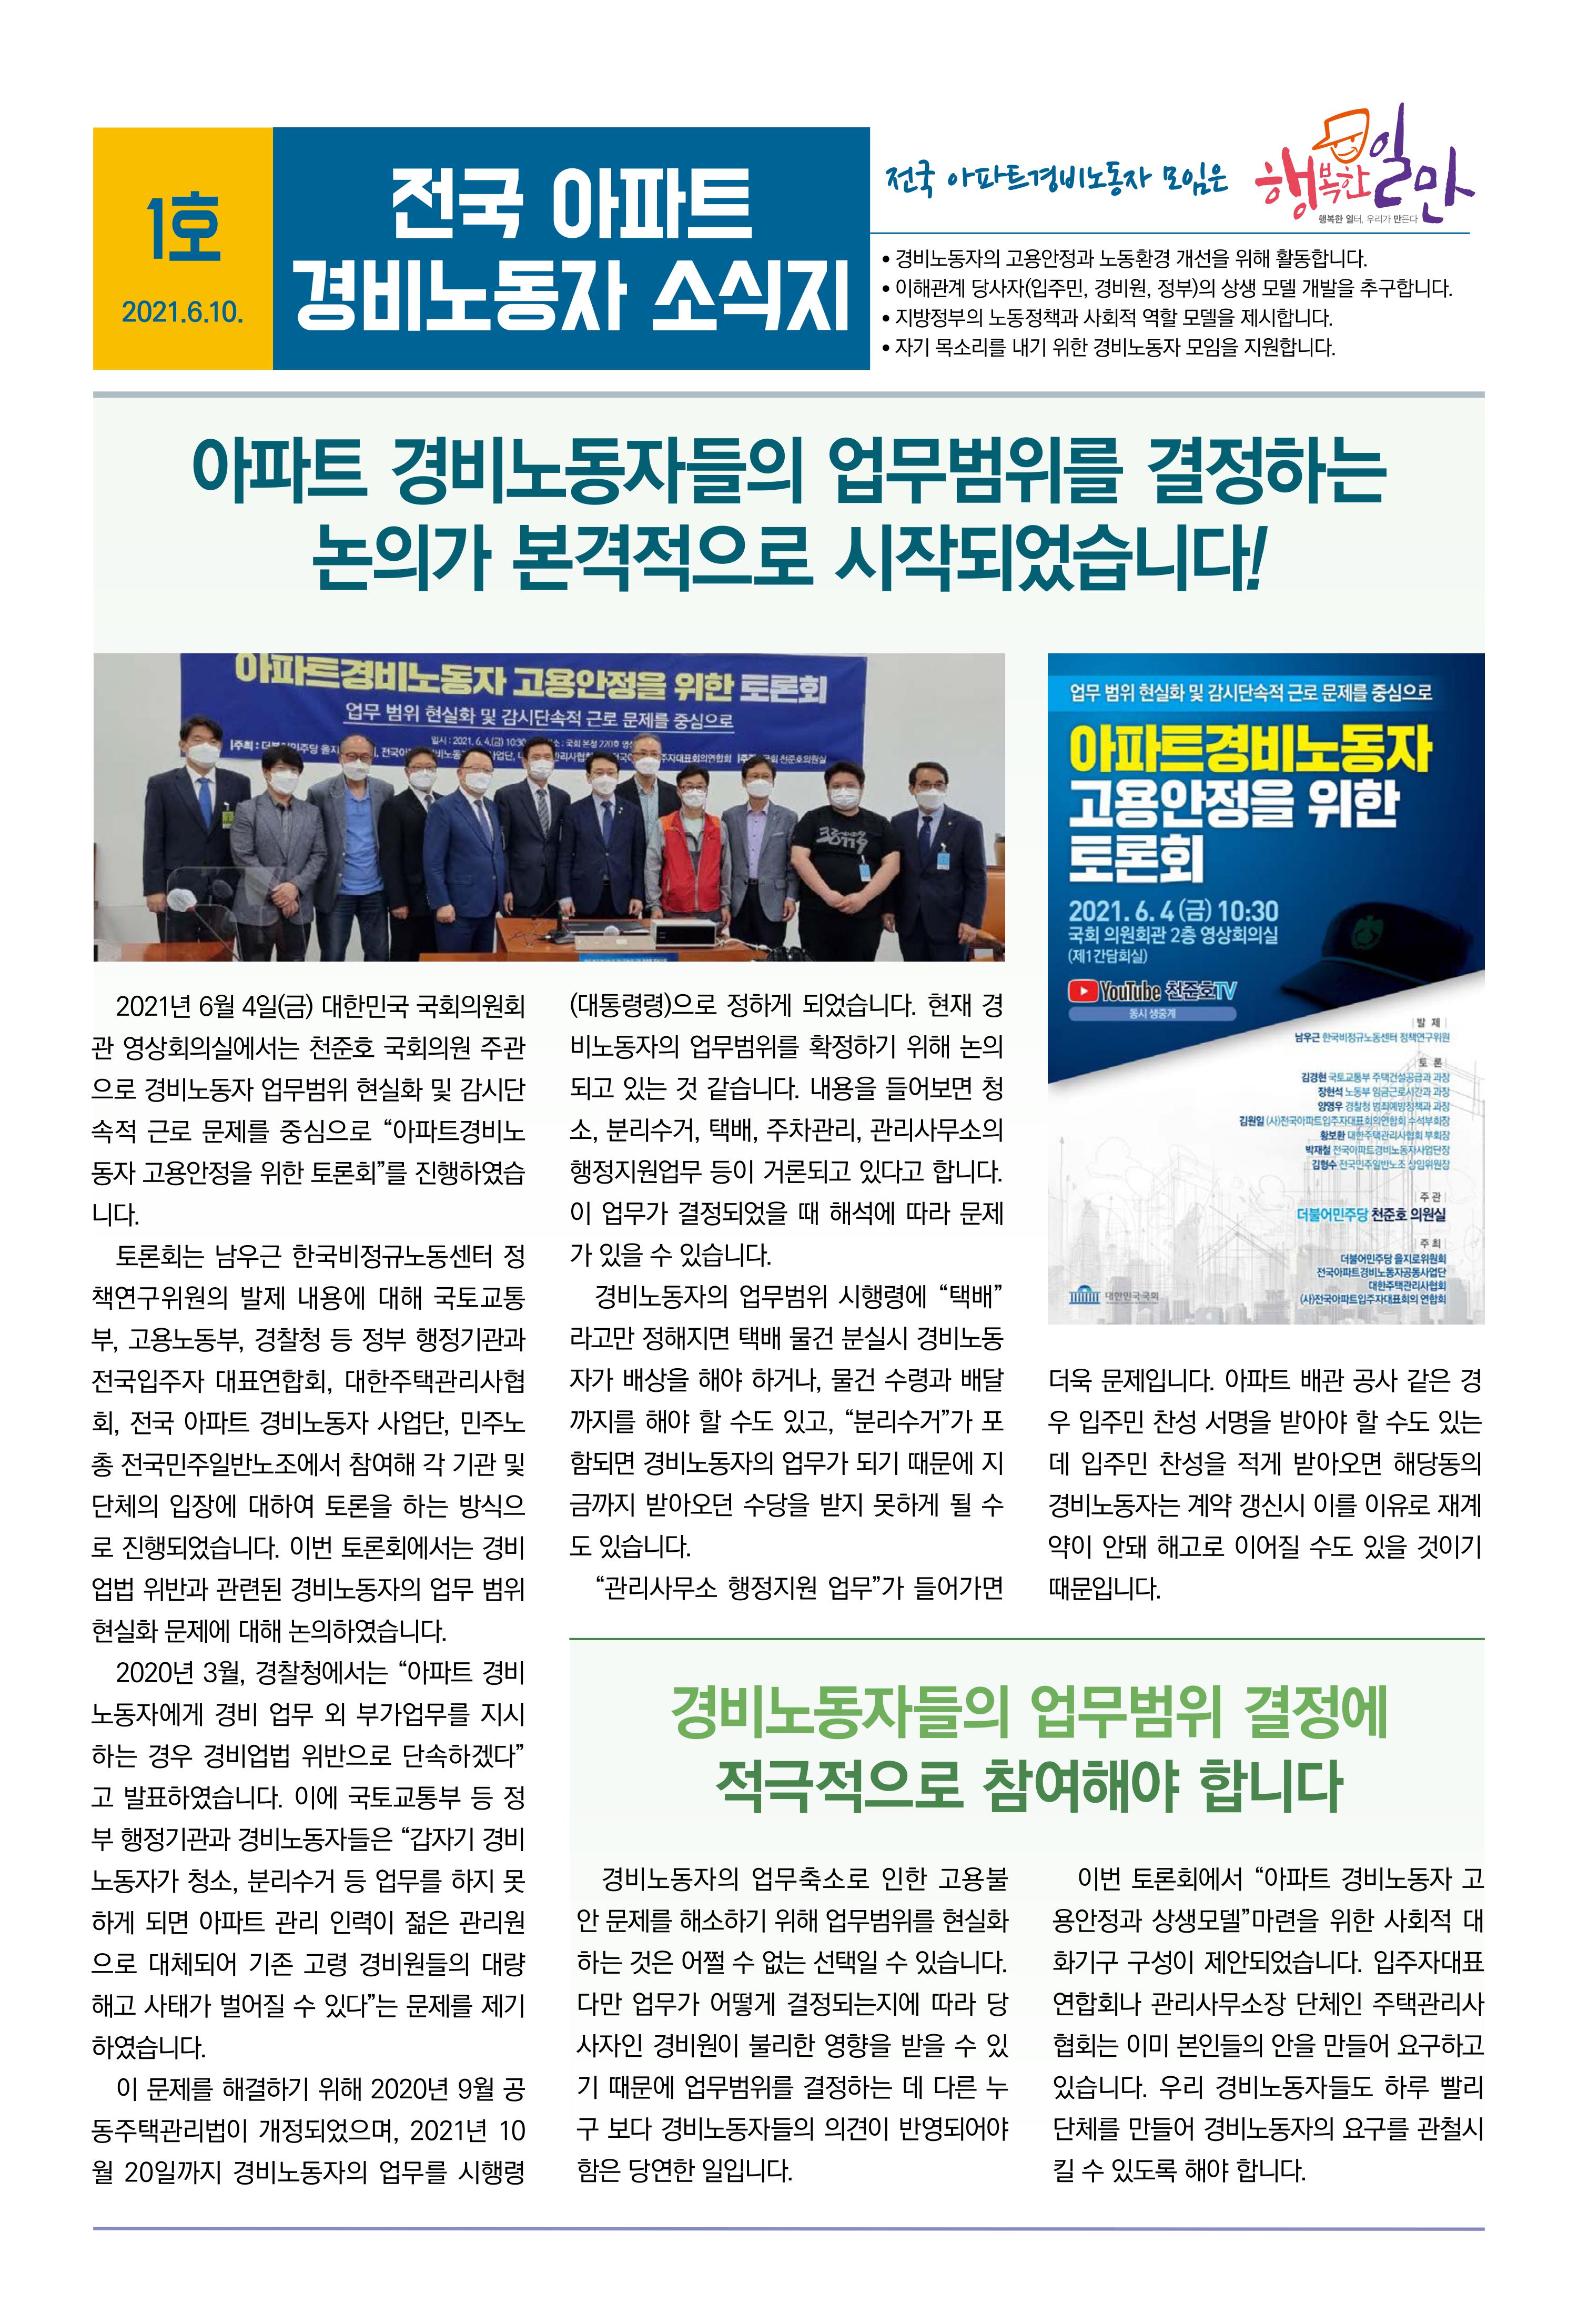 1호
2021.6.10.
전국 아파트
경비노동자 소식지
전국 아파트경비노동자 모임은
행복한 일만
행복한 일터, 우리가 만든다
• 경비노동자의 고용안정과 노동환경 개선을 위해 활동합니다.
• 이해관계 당사자(입주민, 경비원, 정부)의 상생 모델 개발을 추구합니다.
• 지방정부의 노동정책과 사회적 역할 모델을 제시합니다.
• 자기 목소리를 내기 위한 경비노동자 모임을 지원합니다.
아파트 경비노동자들의 업무범위를 결정하는
논의가 본격적으로 시작되었습니다!
아파트경비노동자 고용안정을 위한 토론회
업무 범위 현실화 및 감시단속적 근로 문제를 중심으로
일시 : 2021. 6. 4.(금) 10:30
주최 : 더불어민주당 을지
업무 범위 현실화 및 감시단속적 근로 문제를 중심으로
아파트경비노동자
고용안정을 위한
토론회
2021. 6. 4 (금) 10:30
국회 의원회관 2층 영상회의실
(제1간담회실)
YouTube 천준호TV
동시 생중계
발 제
남우근 한국비정규노동센터 정책연구위원
토 론
김경헌 국토교통부 주택건설공급과 과장
장현석 노동부 임금근로시간과 과장
양영우 경찰청 범죄예방정책과 과장
김원일 (사)전국아파트입주자대표회의연합회 수석부회장
황보환 대한주택관리사협회 부회장
박재철 전국아파트경비노동자사업단장
김형수 전국민주일반노조 상임위원장
주 관
더불어민주당 천준호 의원실
주 최
더불어민주당 을지로위원회
전국아파트경비노동자공동사업단
대한주택관리사협회
(사)전국아파트입주자대표회의 연합회
대한민국국회
2021년 6월 4일(금) 대한민국 국회의원회
관 영상회의실에서는 천준호 국회의원 주관
으로 경비노동자 업무범위 현실화 및 감시단
속적 근로 문제를 중심으로 “아파트경비노
동자 고용안정을 위한 토론회”를 진행하였습
니다.
토론회는 남우근 한국비정규노동센터 정
책연구위원의 발제 내용에 대해 국토교통
부, 고용노동부, 경찰청 등 정부 행정기관과
전국입주자 대표연합회, 대한주택관리사협
회, 전국 아파트 경비노동자 사업단, 민주노
총 전국민주일반노조에서 참여해 각 기관 및
단체의 입장에 대하여 토론을 하는 방식으
로 진행되었습니다. 이번 토론회에서는 경비
업법 위반과 관련된 경비노동자의 업무 범위
현실화 문제에 대해 논의하였습니다.
2020년 3월, 경찰청에서는 “아파트 경비
노동자에게 경비 업무 외 부가업무를 지시
하는 경우 경비업법 위반으로 단속하겠다”
고 발표하였습니다. 이에 국토교통부 등 정
부 행정기관과 경비노동자들은 “갑자기 경비
노동자가 청소, 분리수거 등 업무를 하지 못
하게 되면 아파트 관리 인력이 젊은 관리원
으로 대체되어 기존 고령 경비원들의 대량
해고 사태가 벌어질 수 있다”는 문제를 제기
하였습니다.
이 문제를 해결하기 위해 2020년 9월 공
동주택관리법이 개정되었으며, 2021년 10
월 20일까지 경비노동자의 업무를 시행령
(대통령령)으로 정하게 되었습니다. 현재 경
비노동자의 업무범위를 확정하기 위해 논의
되고 있는 것 같습니다. 내용을 들어보면 청
소, 분리수거, 택배, 주차관리, 관리사무소의
행정지원업무 등이 거론되고 있다고 합니다.
이 업무가 결정되었을 때 해석에 따라 문제
가 있을 수 있습니다.
경비노동자의 업무범위 시행령에 “택배”
라고만 정해지면 택배 물건 분실시 경비노동
자가 배상을 해야 하거나, 물건 수령과 배달
까지를 해야 할 수도 있고, “분리수거”가 포
함되면 경비노동자의 업무가 되기 때문에 지
금까지 받아오던 수당을 받지 못하게 될 수
도 있습니다.
“관리사무소 행정지원 업무”가 들어가면
더욱 문제입니다. 아파트 배관 공사 같은 경
우 입주민 찬성 서명을 받아야 할 수도 있는
데 입주민 찬성을 적게 받아오면 해당동의
경비노동자는 계약 갱신시 이를 이유로 재계
약이 안돼 해고로 이어질 수도 있을 것이기
때문입니다.
경비노동자들의 업무범위 결정에
적극적으로 참여해야 합니다
경비노동자의 업무축소로 인한 고용불
안 문제를 해소하기 위해 업무범위를 현실화
하는 것은 어쩔 수 없는 선택일 수 있습니다.
다만 업무가 어떻게 결정되는지에 따라 당
사자인 경비원이 불리한 영향을 받을 수 있
기 때문에 업무범위를 결정하는 데 다른 누
구 보다 경비노동자들의 의견이 반영되어야
함은 당연한 일입니다.
이번 토론회에서 “아파트 경비노동자 고
용안정과 상생모델”마련을 위한 사회적 대
화기구 구성이 제안되었습니다. 입주자대표
연합회나 관리사무소장 단체인 주택관리사
협회는 이미 본인들의 안을 만들어 요구하고
있습니다. 우리 경비노동자들도 하루 빨리
단체를 만들어 경비노동자의 요구를 관철시
킬 수 있도록 해야 합니다.